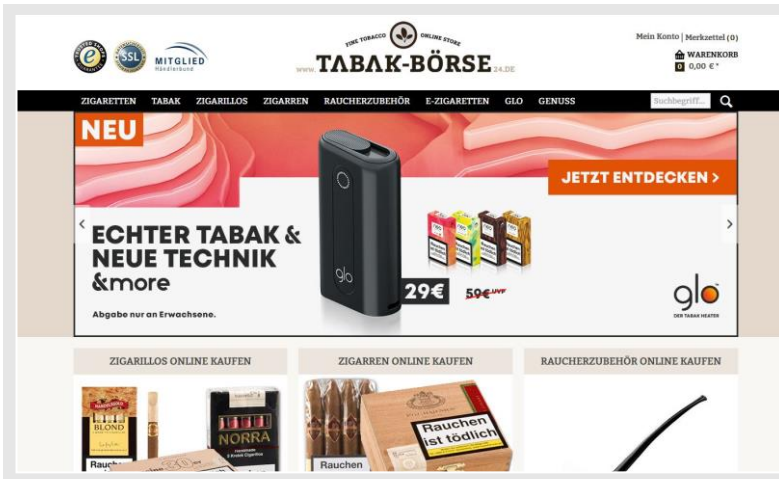 FINE TOBACCO ONLINE STORE
www. TABAK-BÖRSE 24.DE
SSL
MITGLIED
Händlerbund
Mein Konto | Merkzettel (0)
WARENKORB
0 0,00 € *
ZIGARETTEN TABAK ZIGARILLOS ZIGARREN RAUCHERZUBEHÖR E-ZIGARETTEN GLO GENUSS Suchbegriff...
NEU
JETZT ENTDECKEN >
ECHTER TABAK &
NEUE TECHNIK
&more
glo
29€ 59€ UVP
Abgabe nur an Erwachsene.
glo
DER TABAK HEATER
ZIGARILLOS ONLINE KAUFEN ZIGARREN ONLINE KAUFEN RAUCHERZUBEHÖR ONLINE KAUFEN
BLOND
NORRA
Rauchen
ist tödlich
Rauchen